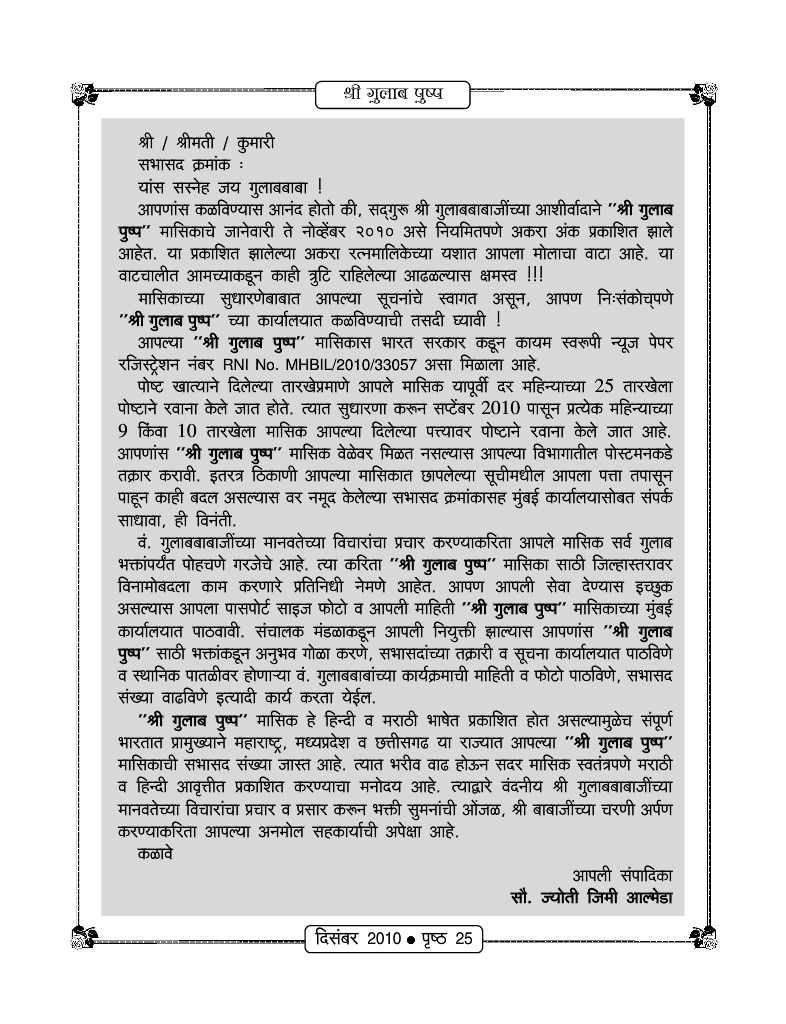 श्री गुलाब पुष्प
श्री / श्रीमती / कुमारी
सभासद क्रमांक :
यांस सस्नेह जय गुलाबबाबा !
आपणांस कळविण्यास आनंद होतो की, सद्‌गुरू श्री गुलाबबाबाजींच्या आशीर्वादाने ''श्री गुलाब
पुष्प'' मासिकाचे जानेवारी ते नोव्हेंबर २०१० असे नियमितपणे अकरा अंक प्रकाशित झाले
आहेत. या प्रकाशित झालेल्या अकरा रत्नमालिकेच्या यशात आपला मोलाचा वाटा आहे. या
वाटचालीत आमच्याकडून काही त्रुटि राहिलेल्या आढळल्यास क्षमस्व !!!
मासिकाच्या सुधारणेबाबत आपल्या सूचनांचे स्वागत असून, आपण निःसंकोच्‌पणे
''श्री गुलाब पुष्प'' च्या कार्यालयात कळविण्याची तसदी घ्यावी !
आपल्या ''श्री गुलाब पुष्प'' मासिकास भारत सरकार कडून कायम स्वरूपी न्यूज पेपर
रजिस्ट्रेशन नंबर RNI No. MHBIL/2010/33057 असा मिळाला आहे.
पोष्ट खात्याने दिलेल्या तारखेप्रमाणे आपले मासिक यापूर्वी दर महिन्याच्या 25 तारखेला
पोष्टाने रवाना केले जात होते. त्यात सुधारणा करून सप्टेंबर 2010 पासून प्रत्येक महिन्याच्या
9 किंवा 10 तारखेला मासिक आपल्या दिलेल्या पत्त्यावर पोष्टाने रवाना केले जात आहे.
आपणांस ''श्री गुलाब पुष्प'' मासिक वेळेवर मिळत नसल्यास आपल्या विभागातील पोस्टमनकडे
तक्रार करावी. इतरत्र ठिकाणी आपल्या मासिकात छापलेल्या सूचीमधील आपला पत्ता तपासून
पाहून काही बदल असल्यास वर नमूद केलेल्या सभासद क्रमांकासह मुंबई कार्यालयासोबत संपर्क
साधावा, ही विनंती.
वं. गुलाबबाबाजींच्या मानवतेच्या विचारांचा प्रचार करण्याकरिता आपले मासिक सर्व गुलाब
भक्तांपर्यंत पोहचणे गरजेचे आहे. त्या करिता ''श्री गुलाब पुष्प'' मासिका साठी जिल्हास्तरावर
विनामोबदला काम करणारे प्रतिनिधी नेमणे आहेत. आपण आपली सेवा देण्यास इच्छुक
असल्यास आपला पासपोर्ट साइज फोटो व आपली माहिती ''श्री गुलाब पुष्प'' मासिकाच्या मुंबई
कार्यालयात पाठवावी. संचालक मंडळाकडून आपली नियुक्ती झाल्यास आपणांस ''श्री गुलाब
पुष्प'' साठी भक्तांकडून अनुभव गोळा करणे, सभासदांच्या तक्रारी व सूचना कार्यालयात पाठविणे
व स्थानिक पातळीवर होणाऱ्या वं. गुलाबबाबांच्या कार्यक्रमाची माहिती व फोटो पाठविणे, सभासद
संख्या वाढविणे इत्यादी कार्य करता येईल.
''श्री गुलाब पुष्प'' मासिक हे हिन्दी व मराठी भाषेत प्रकाशित होत असल्यामुळेच संपूर्ण
भारतात प्रामुख्याने महाराष्ट्र, मध्यप्रदेश व छत्तीसगढ या राज्यात आपल्या ''श्री गुलाब पुष्प''
मासिकाची सभासद संख्या जास्त आहे. त्यात भरीव वाढ होऊन सदर मासिक स्वतंत्रपणे मराठी
व हिन्दी आवृत्तीत प्रकाशित करण्याचा मनोदय आहे. त्याद्वारे वंदनीय श्री गुलाबबाबाजींच्या
मानवतेच्या विचारांचा प्रचार व प्रसार करून भक्ती सुमनांची ओंजळ, श्री बाबाजींच्या चरणी अर्पण
करण्याकरिता आपल्या अनमोल सहकार्याची अपेक्षा आहे.
कळावे
आपली संपादिका
सौ. ज्योती जिमी आल्मेडा
दिसंबर 2010 ● पृष्ठ 25